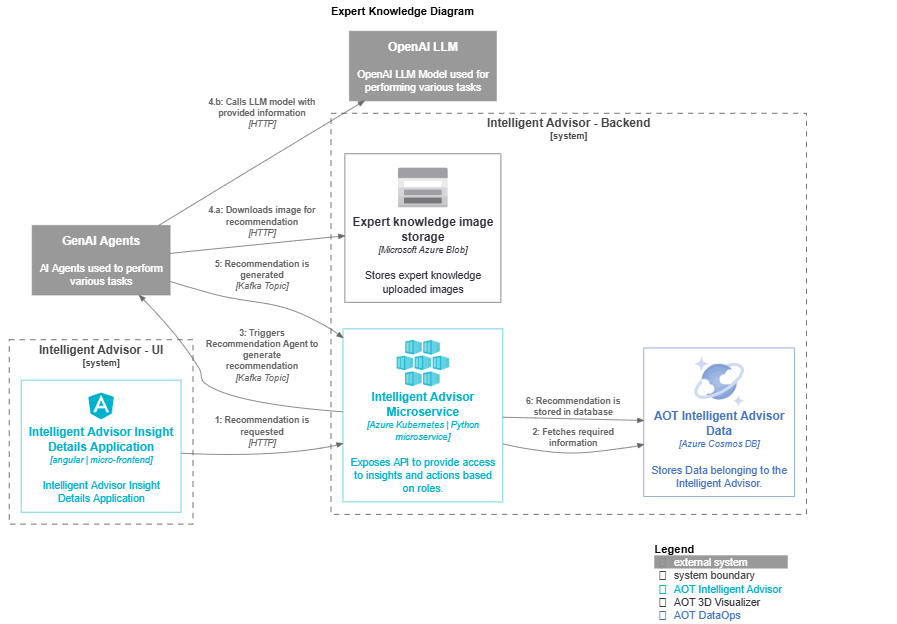 Expert Knowledge Diagram
OpenAI LLM
OpenAI LLM Model used for
performing various tasks
4.b: Calls LLM model with
provided information
[HTTP]
Intelligent Advisor - Backend
[system]
Expert knowledge image
storage
[Microsoft Azure Blob]
Stores expert knowledge
uploaded images
4.a: Downloads image for
recommendation
[HTTP]
GenAI Agents
AI Agents used to perform
various tasks
5: Recommendation is
generated
[Kafka Topic]
3: Triggers
Recommendation Agent to
generate
recommendation
[Kafka Topic]
Intelligent Advisor - UI
[system]
A
Intelligent Advisor Insight
Details Application
[angular | micro-frontend]
Intelligent Advisor Insight
Details Application
1: Recommendation is
requested
[HTTP]
Intelligent Advisor
Microservice
[Azure Kubernetes | Python
microservice]
Exposes API to provide access
to insights and actions based
on roles.
6: Recommendation is
stored in database
2: Fetches required
information
AOT Intelligent Advisor
Data
[Azure Cosmos DB]
Stores Data belonging to the
Intelligent Advisor.
Legend
external system
system boundary
AOT Intelligent Advisor
AOT 3D Visualizer
AOT DataOps